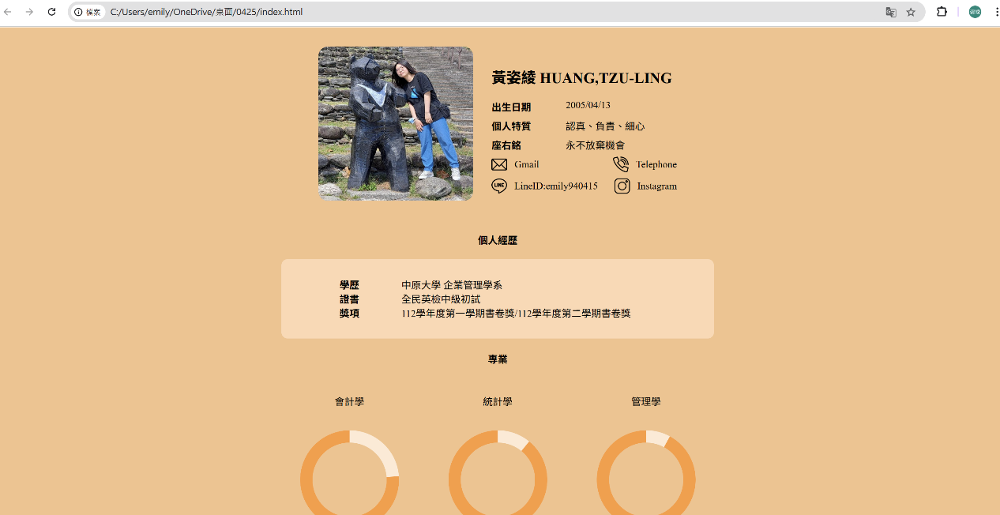 檔案 C:/Users/emily/OneDrive/桌面/0425/index.html
黃姿綾 HUANG,TZU-LING
出生日期 2005/04/13
個人特質 認真、負責、細心
座右銘 永不放棄機會
Gmail Telephone
LINE LineID:emily940415 Instagram
個人經歷
學歷 中原大學 企業管理學系
證書 全民英檢中級初試
獎項 112學年度第一學期書卷獎/112學年度第二學期書卷獎
專業
會計學 統計學 管理學